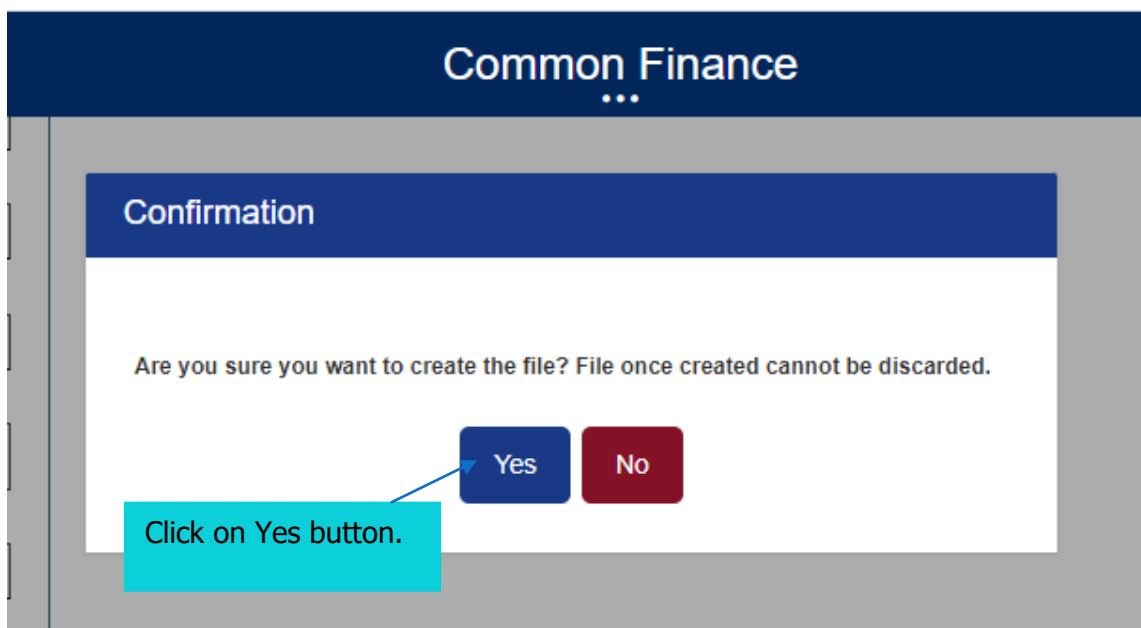 Common Finance
Confirmation
Are you sure you want to create the file? File once created cannot be discarded.
Yes No
Click on Yes button.